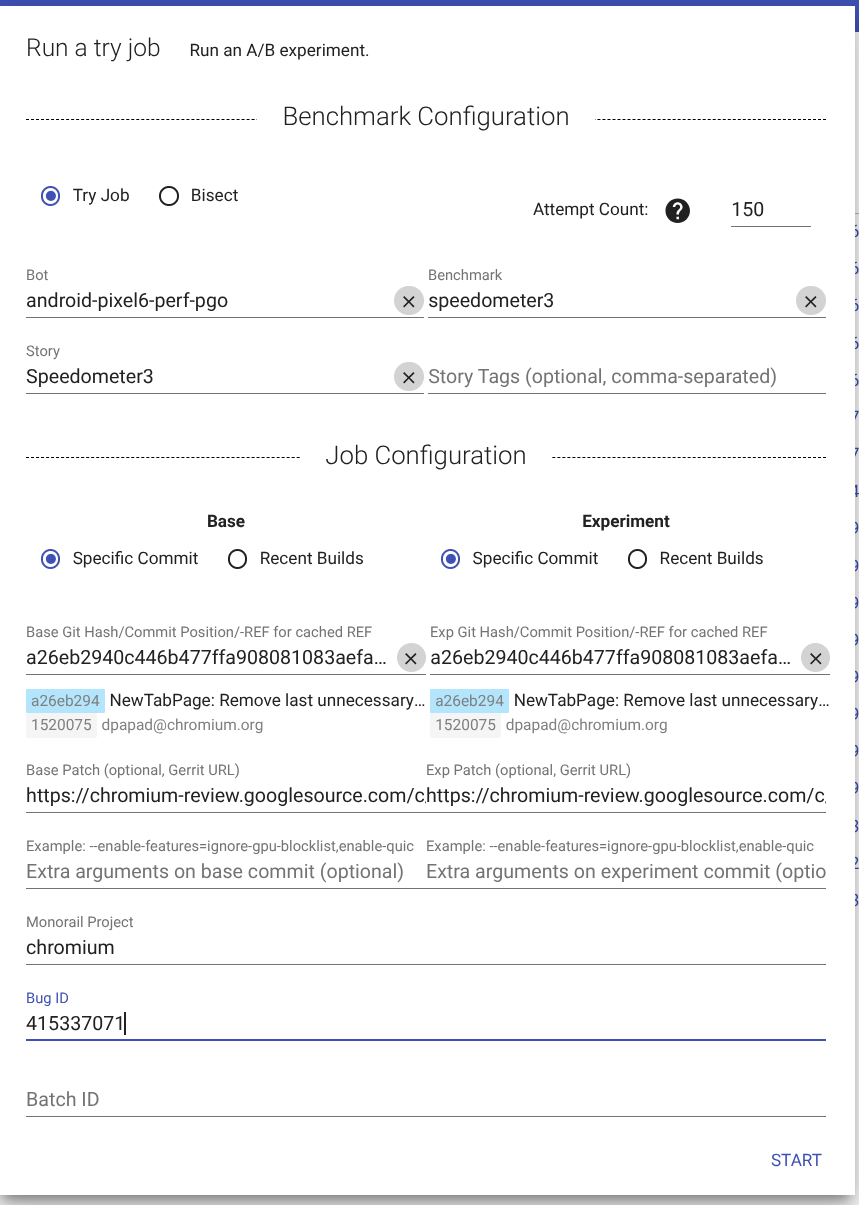 Run a try job Run an A/B experiment.
Benchmark Configuration
Try Job Bisect
Attempt Count: ? 150
Bot Benchmark
android-pixel6-perf-pgo speedometer3
Story
Speedometer3 Story Tags (optional, comma-separated)
Job Configuration
Base Experiment
Specific Commit Recent Builds Specific Commit Recent Builds
Base Git Hash/Commit Position/-REF for cached REF Exp Git Hash/Commit Position/-REF for cached REF
a26eb2940c446b477ffa908081083aefa... a26eb2940c446b477ffa908081083aefa...
a26eb294 NewTabPage: Remove last unnecessary... a26eb294 NewTabPage: Remove last unnecessary...
1520075 dpapad@chromium.org 1520075 dpapad@chromium.org
Base Patch (optional, Gerrit URL) Exp Patch (optional, Gerrit URL)
https://chromium-review.googlesource.com/c https://chromium-review.googlesource.com/c
Example: --enable-features=ignore-gpu-blocklist,enable-quic Example: --enable-features=ignore-gpu-blocklist,enable-quic
Extra arguments on base commit (optional) Extra arguments on experiment commit (optio
Monorail Project
chromium
Bug ID
415337071
Batch ID
START